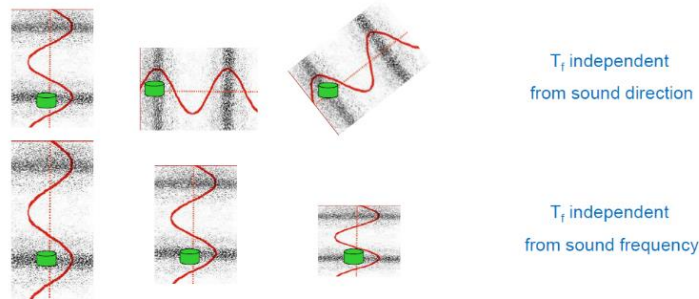 T_f independent
from sound direction
T_f independent
from sound frequency